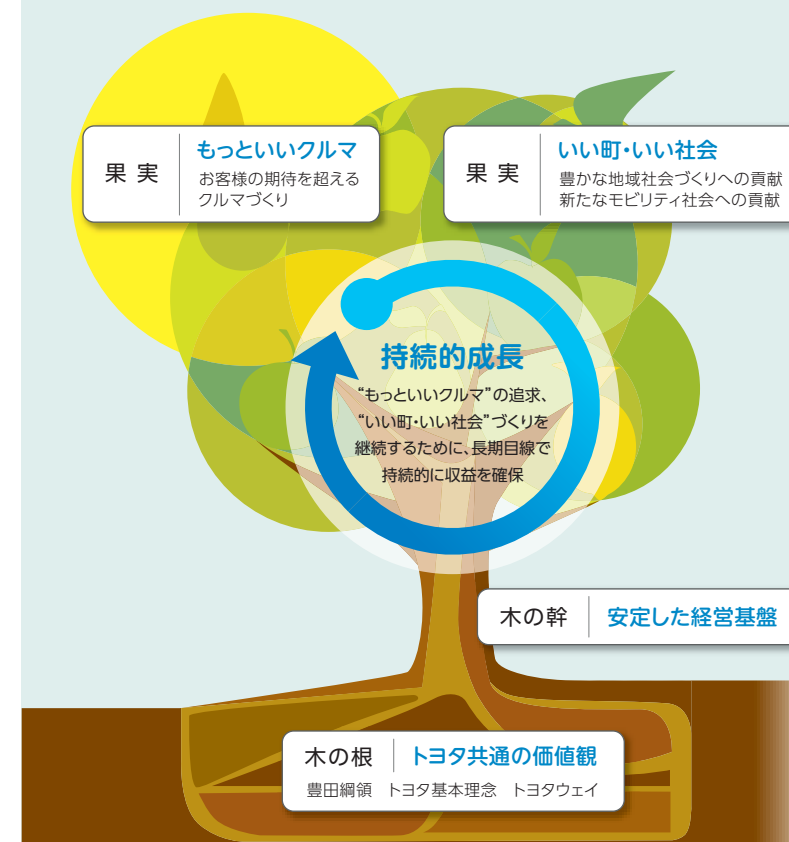 果実
もっといいクルマ
お客様の期待を超える
クルマづくり
果実
いい町・いい社会
豊かな地域社会づくりへの貢献
新たなモビリティ社会への貢献
持続的成長
“もっといいクルマ”の追求、
“いい町・いい社会”づくりを
継続するために、長期目線で
持続的に収益を確保
木の幹
安定した経営基盤
木の根
トヨタ共通の価値観
豊田綱領 トヨタ基本理念 トヨタウェイ